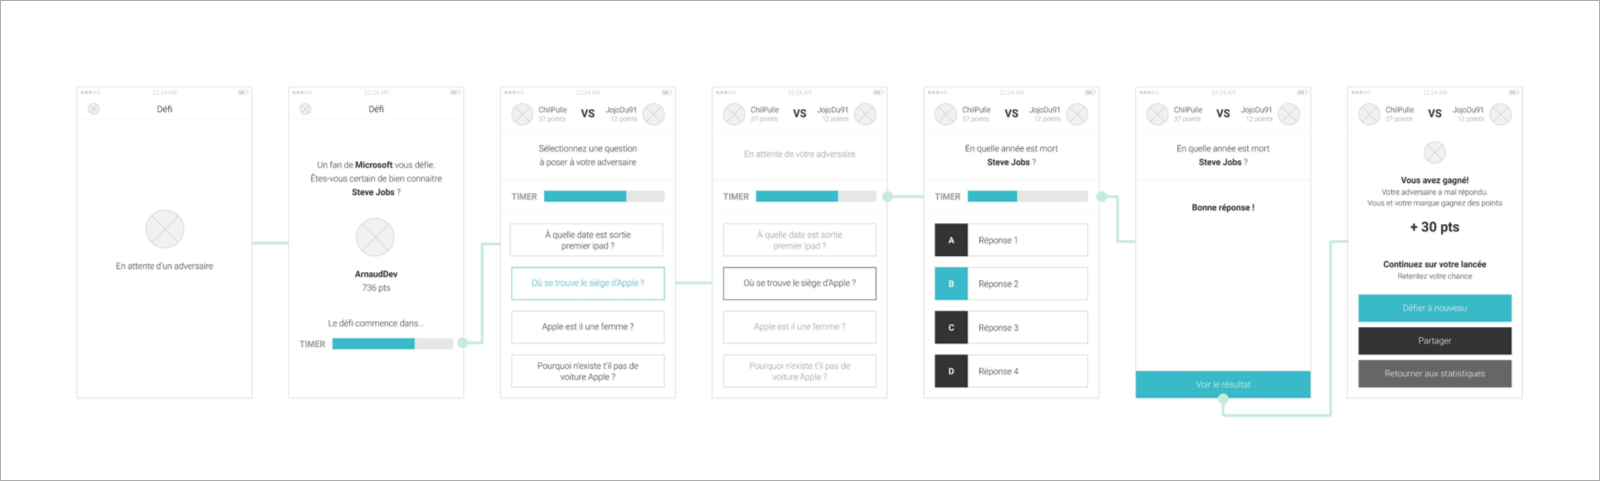 12:24 AM
Défi
En attente d'un adversaire
12:24 AM
Défi
Un fan de Microsoft vous défie.
Êtes-vous certain de bien connaitre
Steve Jobs ?
ArnaudDev
736 pts
Le défi commence dans...
TIMER
12:24 AM
ChilPulle
37 points
VS
JojoDu91
12 points
Sélectionnez une question
à poser à votre adversaire
TIMER
À quelle date est sortie
premier ipad ?
Où se trouve le siège d'Apple ?
Apple est il une femme ?
Pourquoi n'existe t'il pas de
voiture Apple ?
12:24 AM
ChilPulle
37 points
VS
JojoDu91
12 points
En attente de votre adversaire
TIMER
À quelle date est sortie
premier ipad ?
Où se trouve le siège d'Apple ?
Apple est il une femme ?
Pourquoi n'existe t'il pas de
voiture Apple ?
12:24 AM
ChilPulle
37 points
VS
JojoDu91
12 points
En quelle année est mort
Steve Jobs ?
TIMER
A Réponse 1
B Réponse 2
C Réponse 3
D Réponse 4
12:24 AM
ChilPulle
37 points
VS
JojoDu91
12 points
En quelle année est mort
Steve Jobs ?
Bonne réponse !
Voir le résultat
12:24 AM
ChilPulle
37 points
VS
JojoDu91
12 points
Vous avez gagné!
Votre adversaire a mal répondu.
Vous et votre marque gagnez des points
+ 30 pts
Continuez sur votre lancée
Retentez votre chance
Défier à nouveau
Partager
Retourner aux statistiques